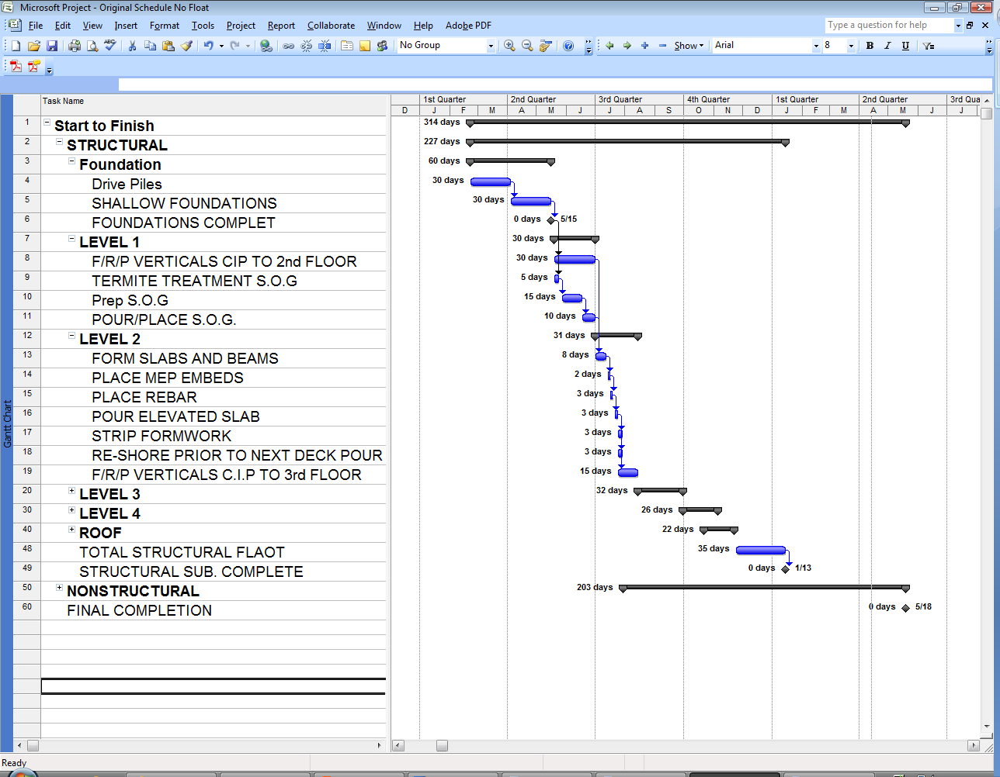 Microsoft Project - Original Schedule No Float
File Edit View Insert Format Tools Project Report Collaborate Window Help Adobe PDF Type a question for help
No Group Show Arial 8 B I U
Task Name
1st Quarter 2nd Quarter 3rd Quarter 4th Quarter 1st Quarter 2nd Quarter 3rd Qua
D J F M A M J J A S O N D J F M A M J J
1 Start to Finish 314 days
2 STRUCTURAL 227 days
3 Foundation 60 days
4 Drive Piles 30 days
5 SHALLOW FOUNDATIONS 30 days
6 FOUNDATIONS COMPLET 0 days 5/15
7 LEVEL 1 30 days
8 F/R/P VERTICALS CIP TO 2nd FLOOR 30 days
9 TERMITE TREATMENT S.O.G 5 days
10 Prep S.O.G 15 days
11 POUR/PLACE S.O.G. 10 days
12 LEVEL 2 31 days
13 FORM SLABS AND BEAMS 8 days
14 PLACE MEP EMBEDS 2 days
15 PLACE REBAR 3 days
16 POUR ELEVATED SLAB 3 days
17 STRIP FORMWORK 3 days
18 RE-SHORE PRIOR TO NEXT DECK POUR 3 days
19 F/R/P VERTICALS C.I.P TO 3rd FLOOR 15 days
20 LEVEL 3 32 days
30 LEVEL 4 26 days
40 ROOF 22 days
48 TOTAL STRUCTURAL FLAOT 35 days
49 STRUCTURAL SUB. COMPLETE 0 days 1/13
50 NONSTRUCTURAL 203 days
60 FINAL COMPLETION 0 days 5/18
Gantt Chart
Ready